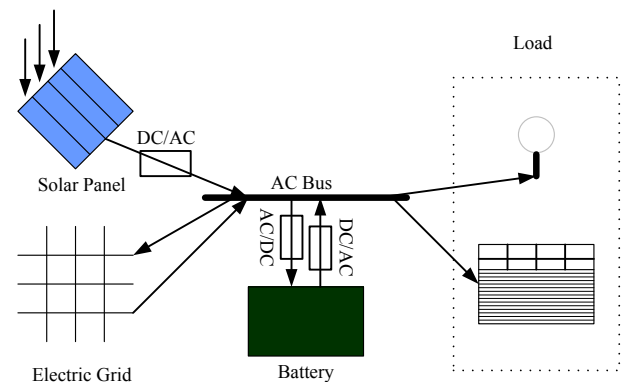 Load
DC/AC
Solar Panel
AC Bus
AC/DC
DC/AC
Electric Grid
Battery